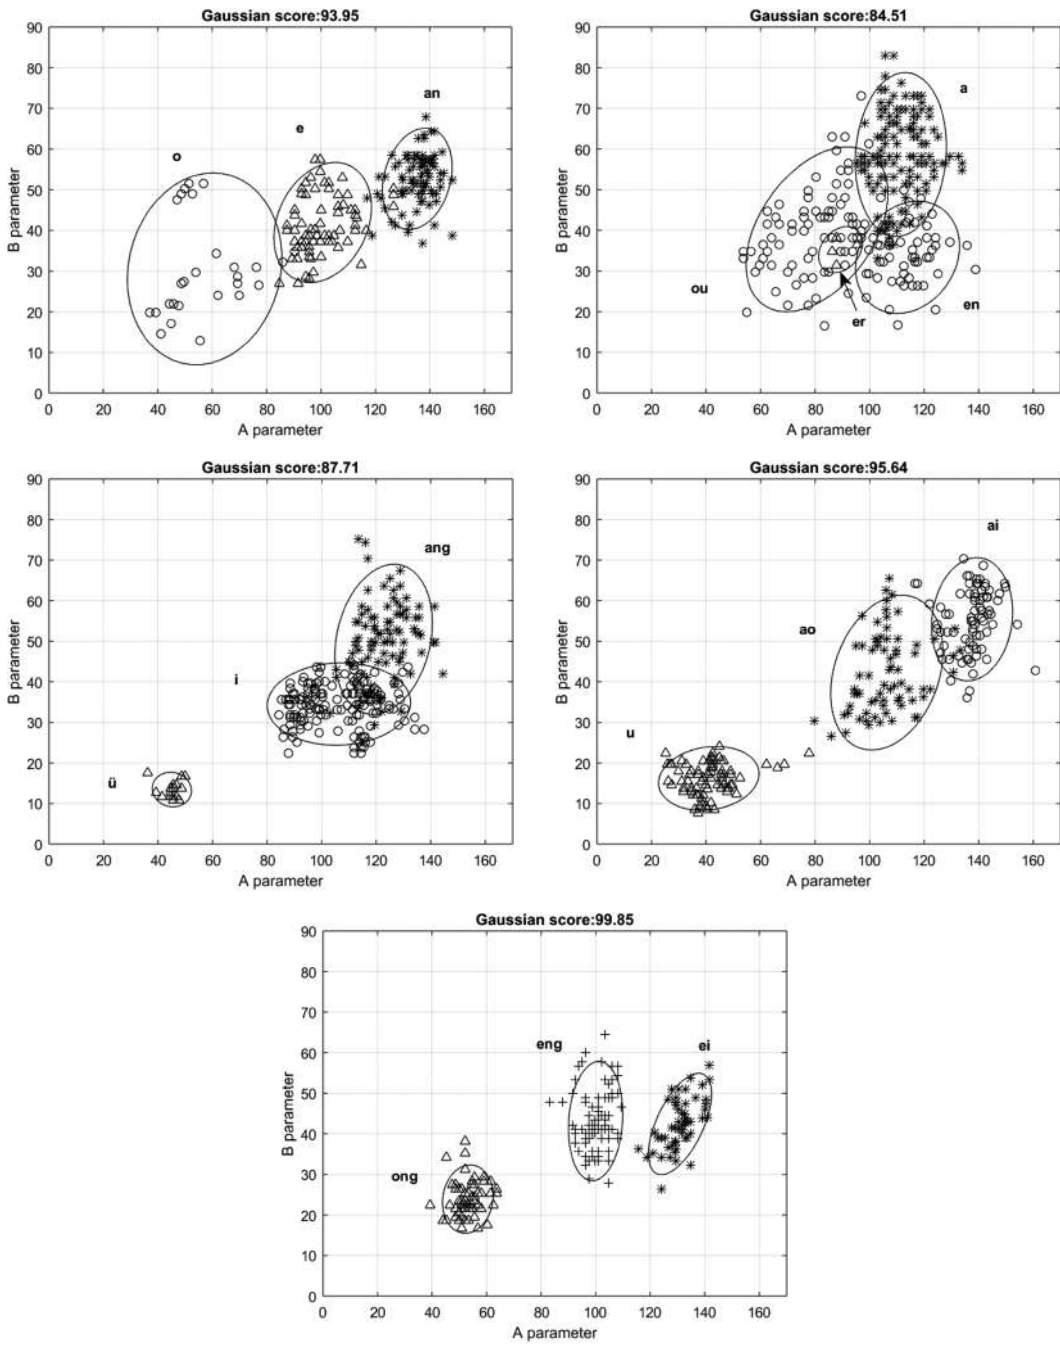 Gaussian score:93.95
90
80
70
60
50
40
30
20
10
0
B parameter
o
e
an
0 20 40 60 80 100 120 140 160
A parameter
Gaussian score:84.51
90
80
70
60
50
40
30
20
10
0
B parameter
a
ou
er
en
0 20 40 60 80 100 120 140 160
A parameter
Gaussian score:87.71
90
80
70
60
50
40
30
20
10
0
B parameter
ang
i
ü
0 20 40 60 80 100 120 140 160
A parameter
Gaussian score:95.64
90
80
70
60
50
40
30
20
10
0
B parameter
ai
ao
u
0 20 40 60 80 100 120 140 160
A parameter
Gaussian score:99.85
90
80
70
60
50
40
30
20
10
0
B parameter
eng
ei
ong
0 20 40 60 80 100 120 140 160
A parameter